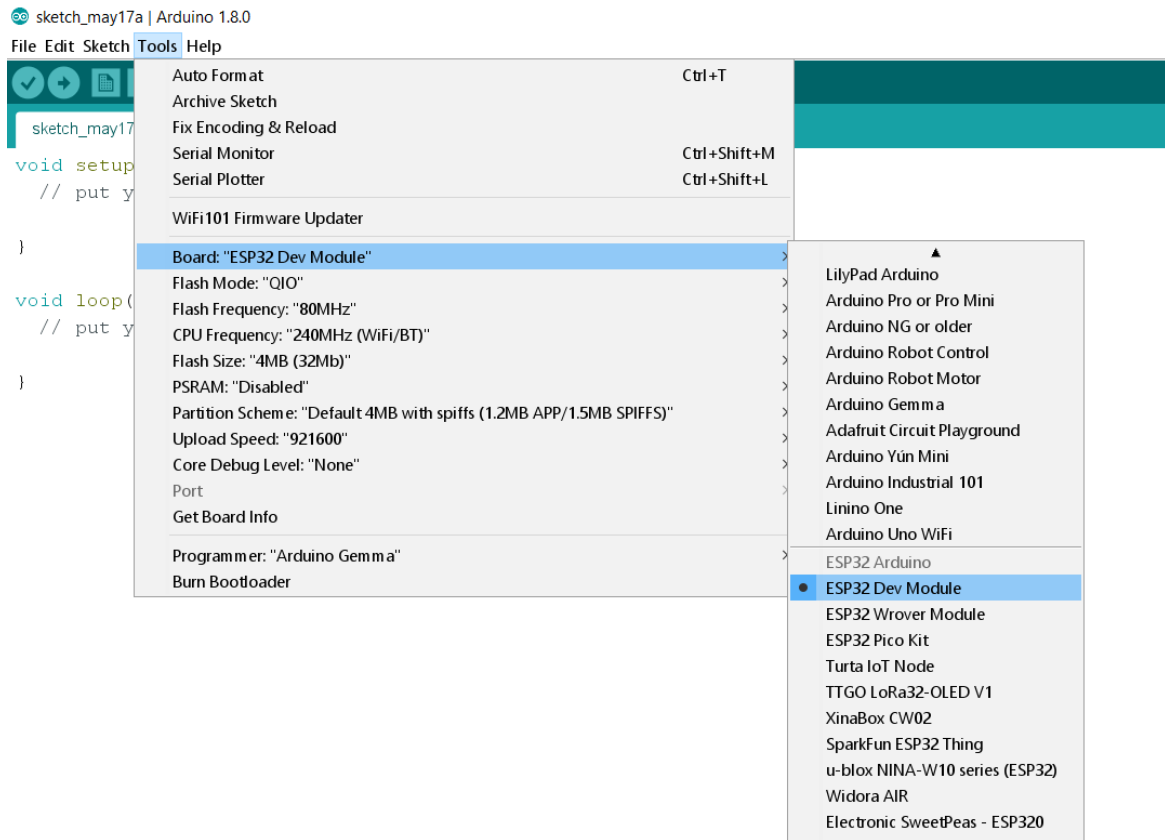 sketch_may17a | Arduino 1.8.0
File Edit Sketch Tools Help
Auto Format Ctrl+T
Archive Sketch
Fix Encoding & Reload
Serial Monitor Ctrl+Shift+M
Serial Plotter Ctrl+Shift+L
WiFi101 Firmware Updater
Board: "ESP32 Dev Module"
Flash Mode: "QIO"
Flash Frequency: "80MHz"
CPU Frequency: "240MHz (WiFi/BT)"
Flash Size: "4MB (32Mb)"
PSRAM: "Disabled"
Partition Scheme: "Default 4MB with spiffs (1.2MB APP/1.5MB SPIFFS)"
Upload Speed: "921600"
Core Debug Level: "None"
Port
Get Board Info
Programmer: "Arduino Gemma"
Burn Bootloader
LilyPad Arduino
Arduino Pro or Pro Mini
Arduino NG or older
Arduino Robot Control
Arduino Robot Motor
Arduino Gemma
Adafruit Circuit Playground
Arduino Yún Mini
Arduino Industrial 101
Linino One
Arduino Uno WiFi
ESP32 Arduino
ESP32 Dev Module
ESP32 Wrover Module
ESP32 Pico Kit
Turta IoT Node
TTGO LoRa32-OLED V1
XinaBox CW02
SparkFun ESP32 Thing
u-blox NINA-W10 series (ESP32)
Widora AIR
Electronic SweetPeas - ESP320
sketch_may17
void setup
// put y
}
void loop(
// put y
}